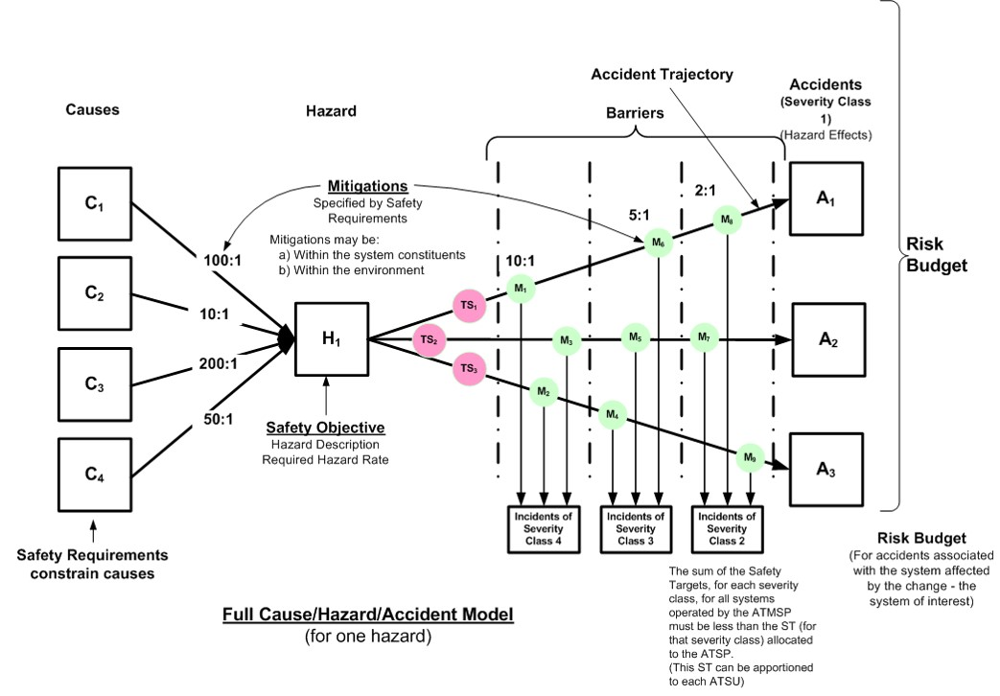 Accident Trajectory
Causes
Hazard
Barriers
Accidents
(Severity Class
1)
(Hazard Effects)
Mitigations
Specified by Safety
Requirements
Mitigations may be:
a) Within the system constituents
b) Within the environment
C1
C2
C3
C4
100:1
10:1
200:1
50:1
H1
TS1
TS2
TS3
10:1
5:1
2:1
M1
M6
M8
M3
M5
M7
M2
M4
M9
A1
A2
A3
Risk
Budget
Safety Objective
Hazard Description
Required Hazard Rate
Incidents of
Severity
Class 4
Incidents of
Severity
Class 3
Incidents of
Severity
Class 2
Safety Requirements
constrain causes
Risk Budget
(For accidents associated
with the system affected
by the change - the
system of interest)
The sum of the Safety
Targets, for each severity
class, for all systems
operated by the ATMSP
must be less than the ST (for
that severity class) allocated
to the ATSP.
(This ST can be apportioned
to each ATSU)
Full Cause/Hazard/Accident Model
(for one hazard)